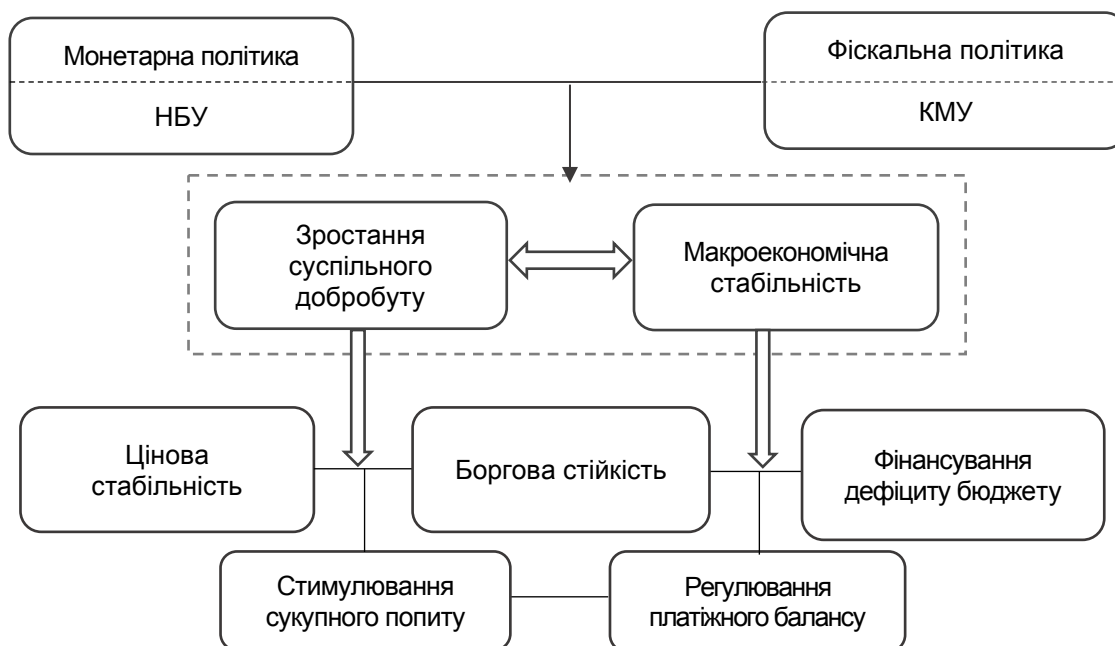 Монетарна політика
НБУ
Фіскальна політика
КМУ
Зростання
суспільного
добробуту
Макроекономічна
стабільність
Цінова
стабільність
Боргова стійкість
Фінансування
дефіциту бюджету
Стимулювання
сукупного попиту
Регулювання
платіжного балансу